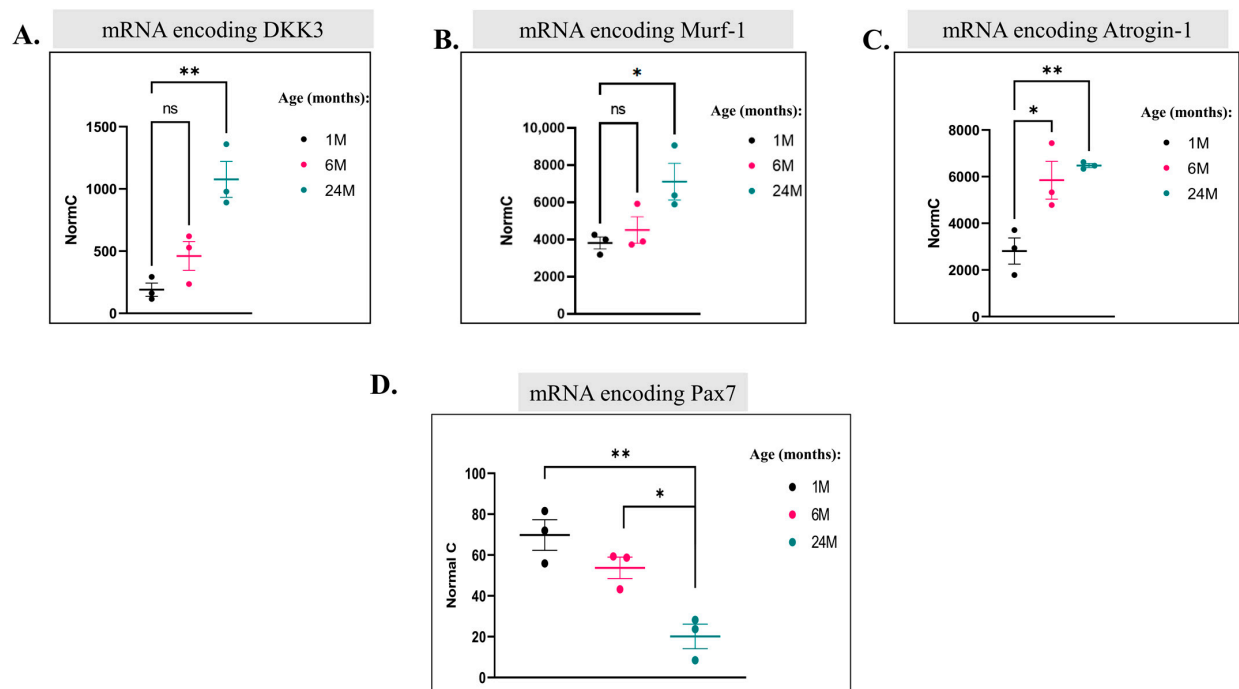 A.
mRNA encoding DKK3
**
ns
Age (months):
1M
6M
24M
1500
1000
500
0
NormC
B.
mRNA encoding Murf-1
*
ns
Age (months):
1M
6M
24M
10,000
8000
6000
4000
2000
0
NormC
C.
mRNA encoding Atrogin-1
**
*
Age (months):
1M
6M
24M
8000
6000
4000
2000
0
NormC
D.
mRNA encoding Pax7
**
*
Age (months):
1M
6M
24M
100
80
60
40
20
0
Normal C